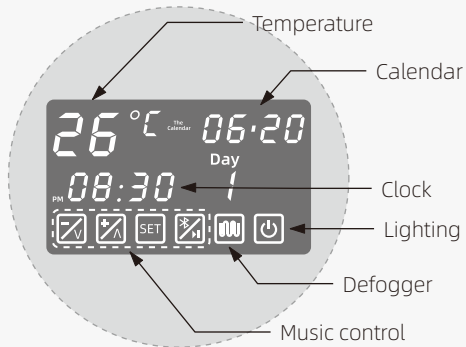 Temperature
Calendar
26 °C The Calendar 06·20
Day
PM 08:30 1
Clock
SET
Lighting
Defogger
Music control